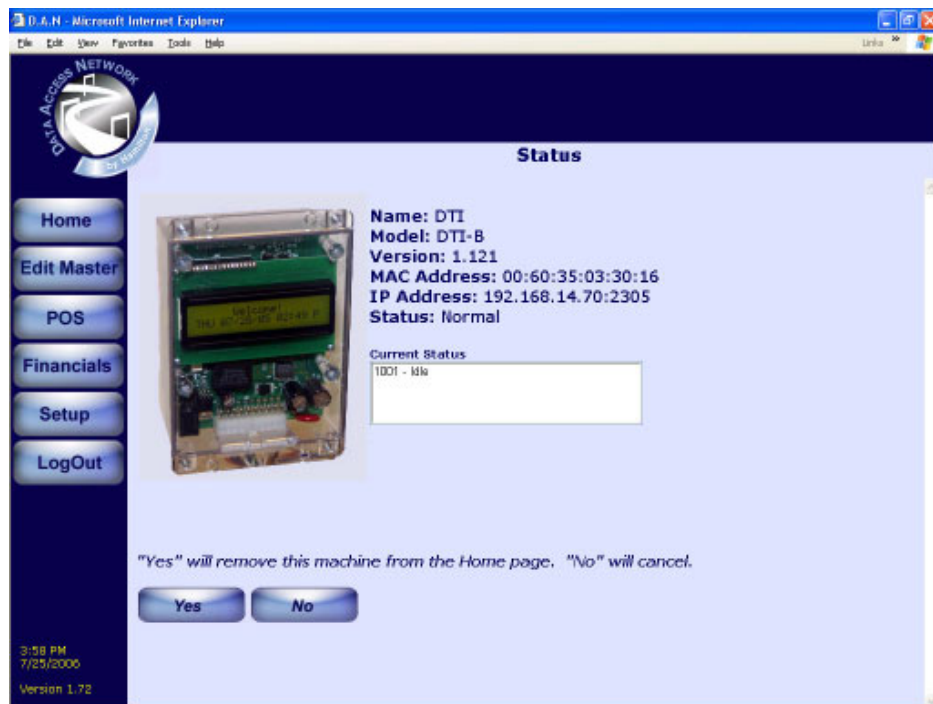 D.A.N - Microsoft Internet Explorer
File Edit View Favorites Tools Help
Links »
DATA ACCESS NETWORK
by Hamilton
Status
Home
Edit Master
POS
Financials
Setup
LogOut
Name: DTI
Model: DTI-B
Version: 1.121
MAC Address: 00:60:35:03:30:16
IP Address: 192.168.14.70:2305
Status: Normal
Welcome!
Current Status
1001 - Idle
"Yes" will remove this machine from the Home page. "No" will cancel.
Yes No
3:58 PM
7/25/2006
Version 1.72